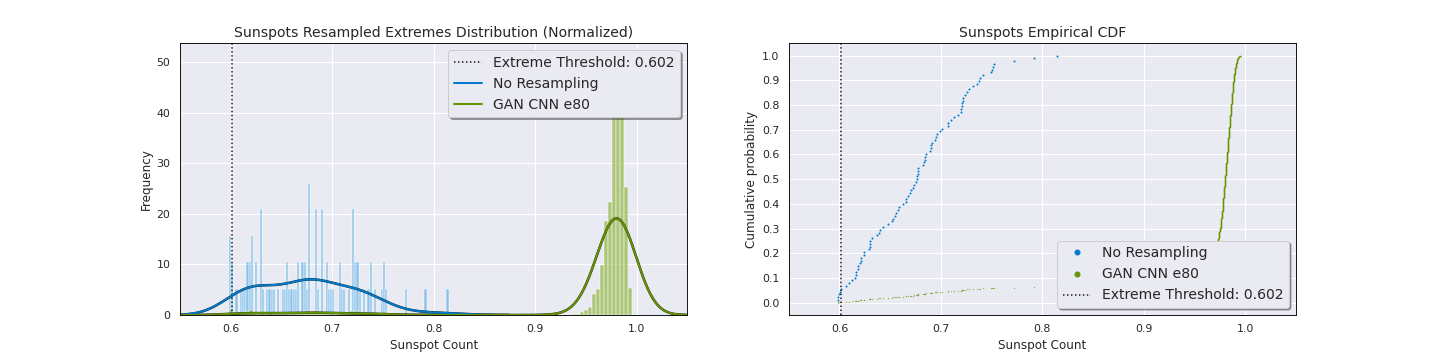 Sunspots Resampled Extremes Distribution (Normalized)
Frequency
50
40
30
20
10
0
Extreme Threshold: 0.602
No Resampling
GAN CNN e80
0.6 0.7 0.8 0.9 1.0
Sunspot Count
Sunspots Empirical CDF
Cumulative probability
1.0
0.9
0.8
0.7
0.6
0.5
0.4
0.3
0.2
0.1
0.0
No Resampling
GAN CNN e80
Extreme Threshold: 0.602
0.6 0.7 0.8 0.9 1.0
Sunspot Count